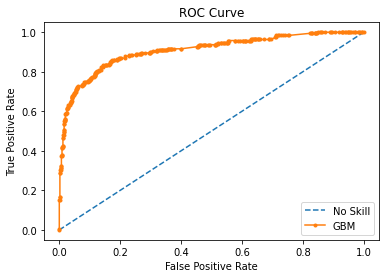 ROC Curve
True Positive Rate
1.0
0.8
0.6
0.4
0.2
0.0
0.0 0.2 0.4 0.6 0.8 1.0
False Positive Rate
No Skill
GBM